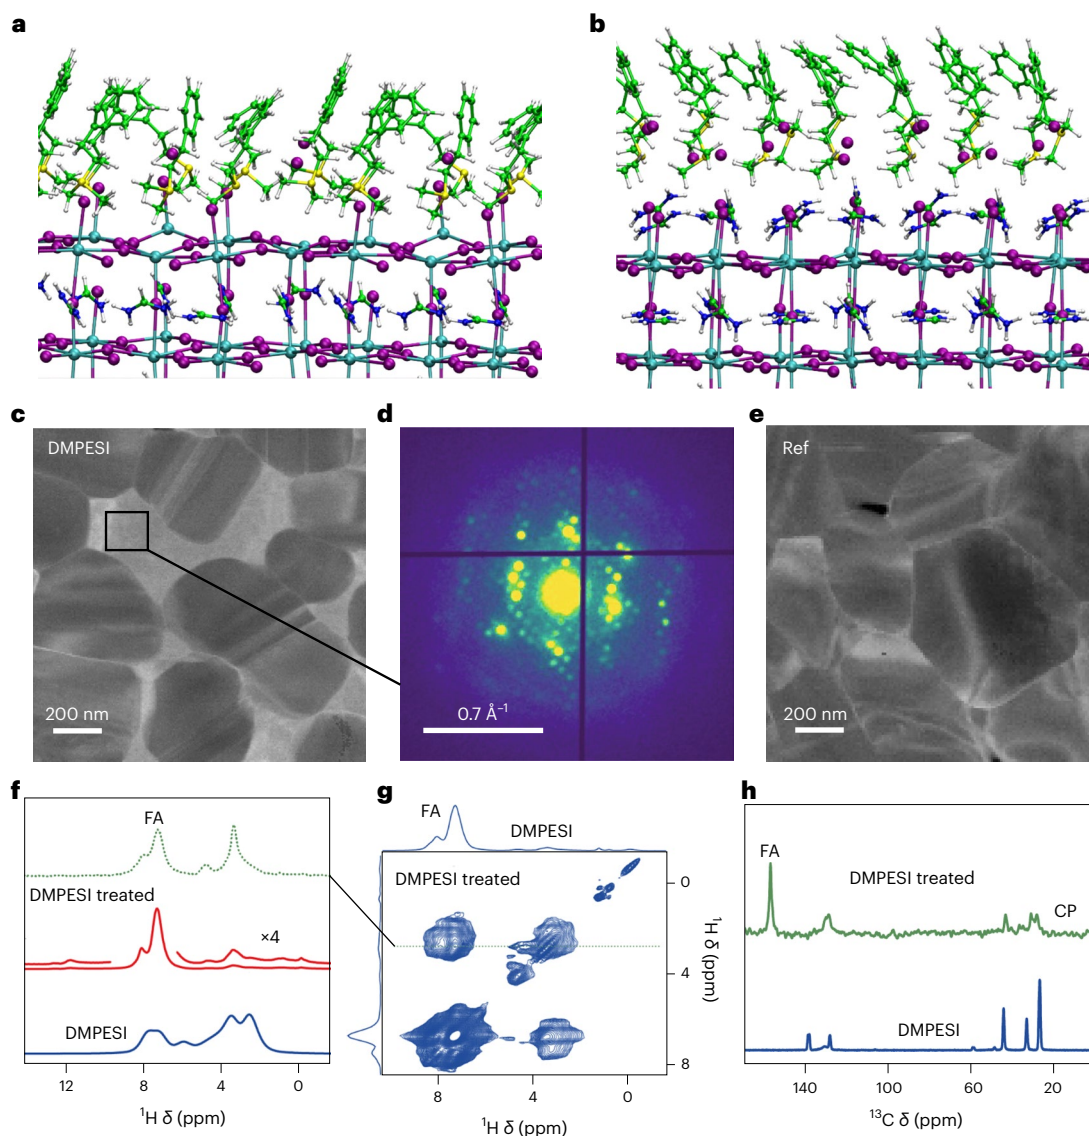 a
b
c
d
e
DMPESI
Ref
200 nm
0.7 Å⁻¹
200 nm
f
g
h
FA
DMPESI treated
×4
DMPESI
12
8
4
0
¹H δ (ppm)
FA
DMPESI
DMPESI treated
0
4
8
¹H δ (ppm)
8
4
0
¹H δ (ppm)
FA
DMPESI treated
CP
DMPESI
140
100
60
20
¹³C δ (ppm)